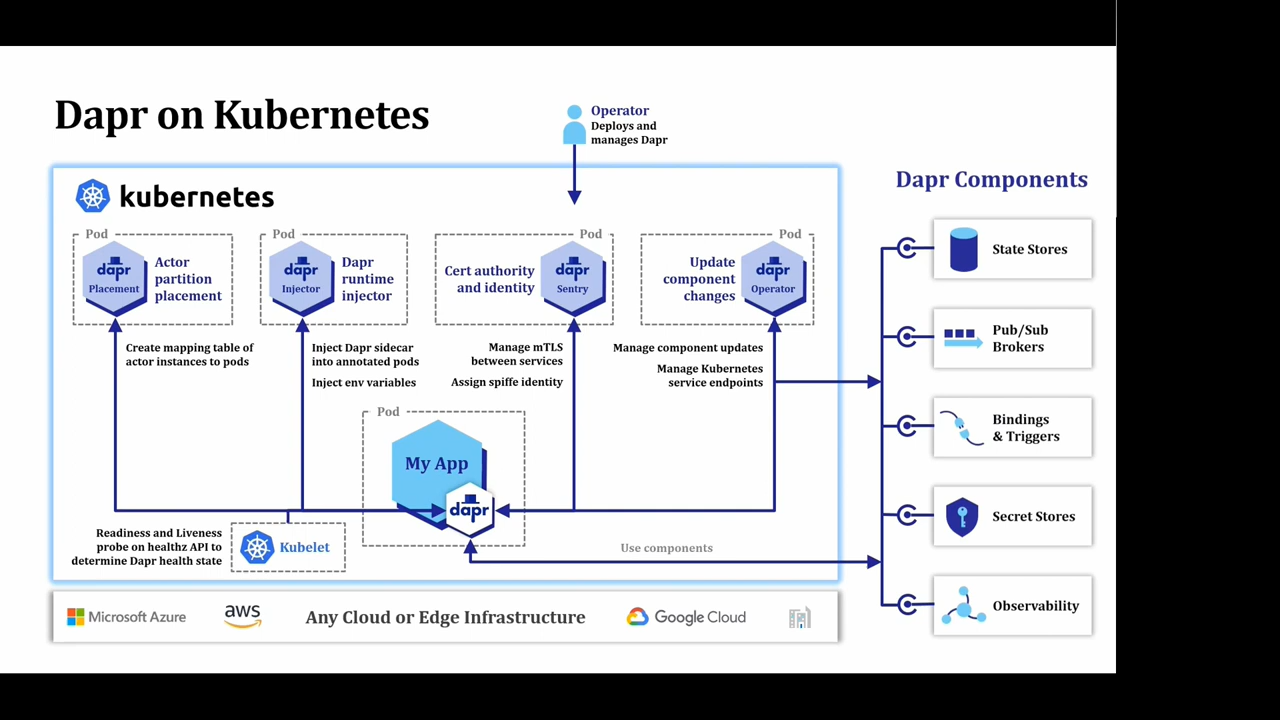 Dapr on Kubernetes
Operator
Deploys and
manages Dapr
kubernetes
Pod
dapr
Placement
Actor
partition
placement
Pod
dapr
Injector
Dapr
runtime
injector
Pod
Cert authority
and identity
dapr
Sentry
Pod
Update
component
changes
dapr
Operator
Create mapping table of
actor instances to pods
Inject Dapr sidecar
into annotated pods
Inject env variables
Manage mTLS
between services
Assign spiffe identity
Manage component updates
Manage Kubernetes
service endpoints
Pod
My App
dapr
Readiness and Liveness
probe on healthz API to
determine Dapr health state
Kubelet
Use components
Microsoft Azure
aws
Any Cloud or Edge Infrastructure
Google Cloud
Dapr Components
State Stores
Pub/Sub
Brokers
Bindings
& Triggers
Secret Stores
Observability